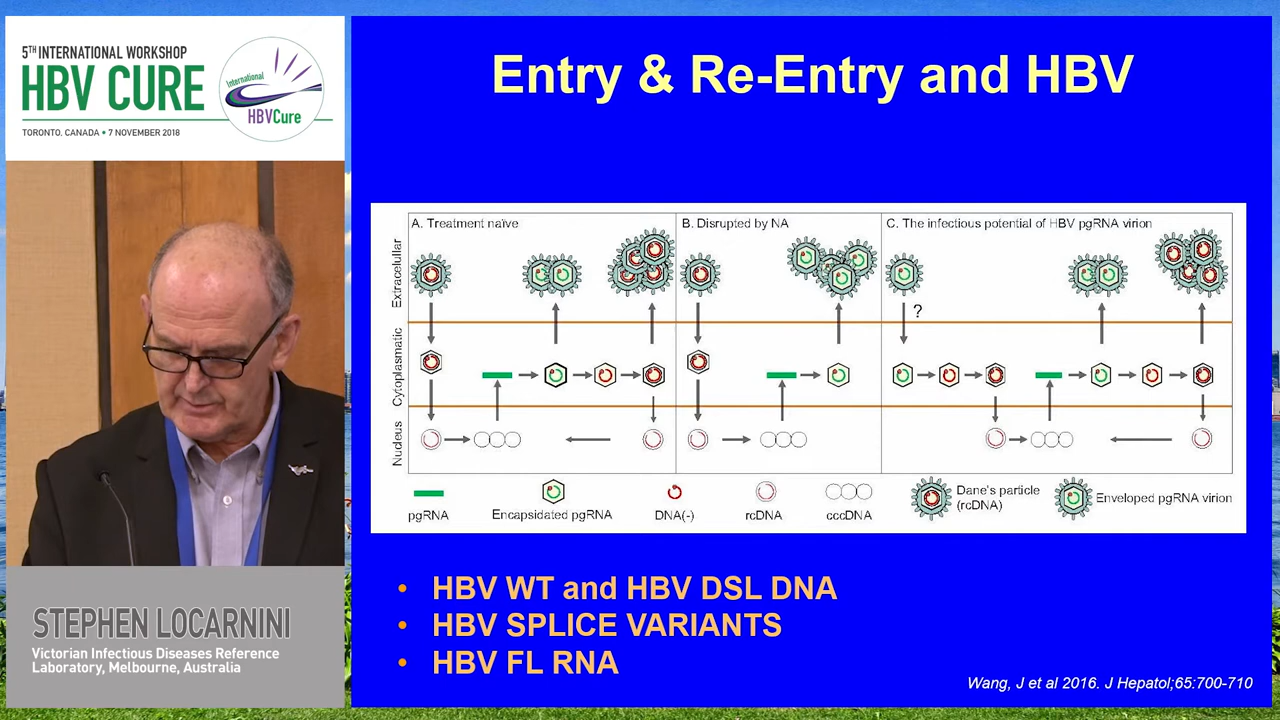 5TH INTERNATIONAL WORKSHOP
HBV CURE
TORONTO. CANADA • 7 NOVEMBER 2018
International
HBVCure
STEPHEN LOCARNINI
Victorian Infectious Diseases Reference
Laboratory, Melbourne, Australia
Entry & Re-Entry and HBV
A. Treatment naïve
B. Disrupted by NA
C. The infectious potential of HBV pgRNA virion
Extracellular
?
Cytoplasmatic
Nucleus
pgRNA
Encapsidated pgRNA
DNA(-)
rcDNA
cccDNA
Dane's particle
(rcDNA)
Enveloped pgRNA virion
• HBV WT and HBV DSL DNA
• HBV SPLICE VARIANTS
• HBV FL RNA
Wang, J et al 2016. J Hepatol;65:700-710